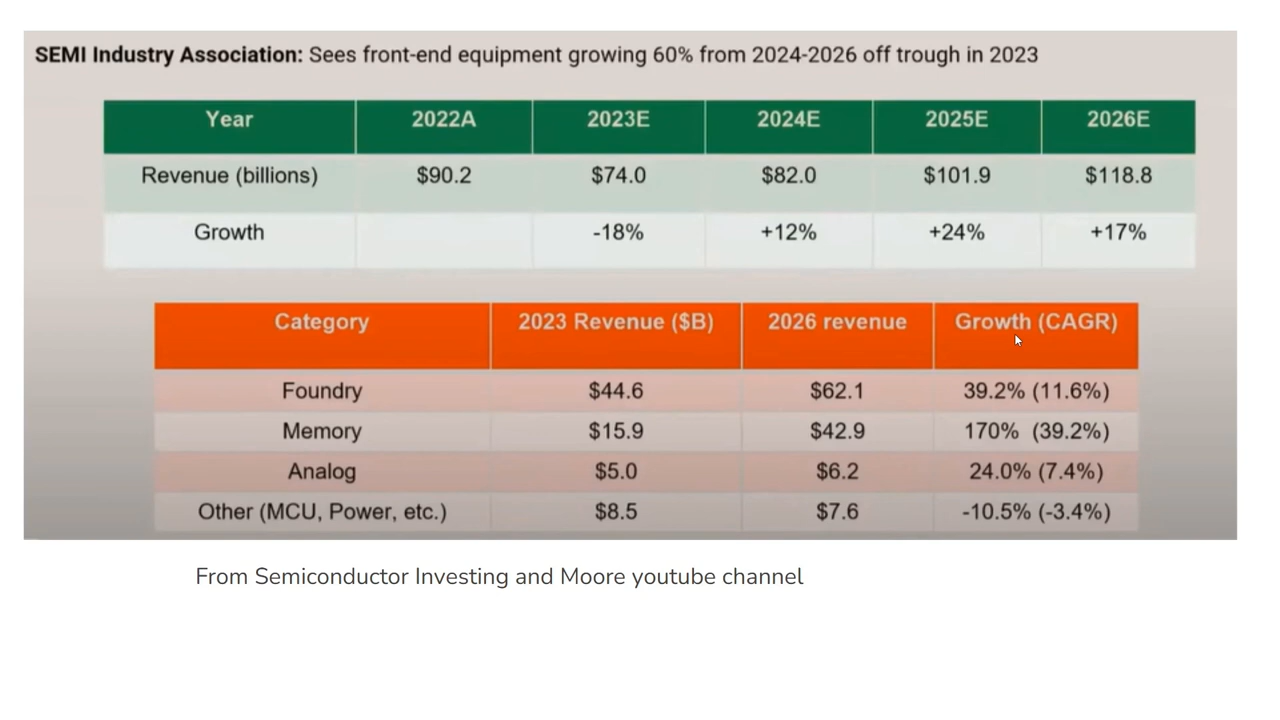 SEMI Industry Association: Sees front-end equipment growing 60% from 2024-2026 off trough in 2023
Year 2022A 2023E 2024E 2025E 2026E
Revenue (billions) $90.2 $74.0 $82.0 $101.9 $118.8
Growth -18% +12% +24% +17%
Category 2023 Revenue ($B) 2026 revenue Growth (CAGR)
Foundry $44.6 $62.1 39.2% (11.6%)
Memory $15.9 $42.9 170% (39.2%)
Analog $5.0 $6.2 24.0% (7.4%)
Other (MCU, Power, etc.) $8.5 $7.6 -10.5% (-3.4%)
From Semiconductor Investing and Moore youtube channel